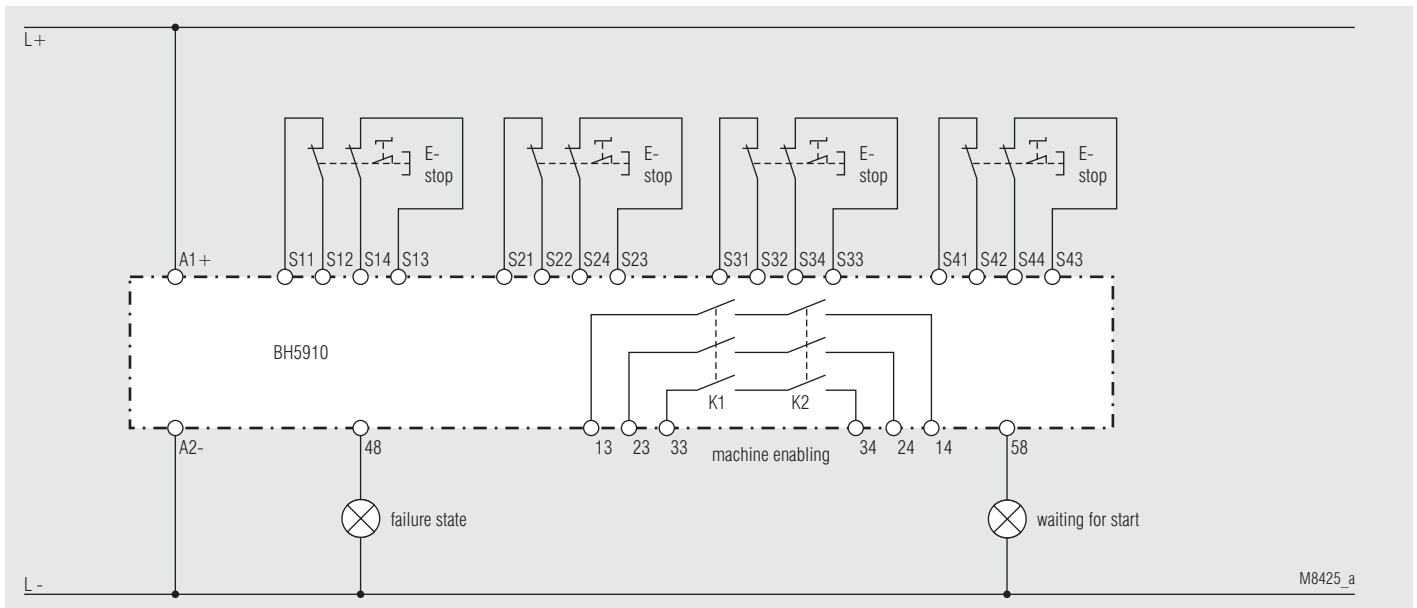 L+
E-
stop
E-
stop
E-
stop
E-
stop
A1+ S11 S12 S14 S13 S21 S22 S24 S23 S31 S32 S34 S33 S41 S42 S44 S43
BH5910
K1 K2
A2- 48 13 23 33 machine enabling 34 24 14 58
failure state waiting for start
L - M8425_a